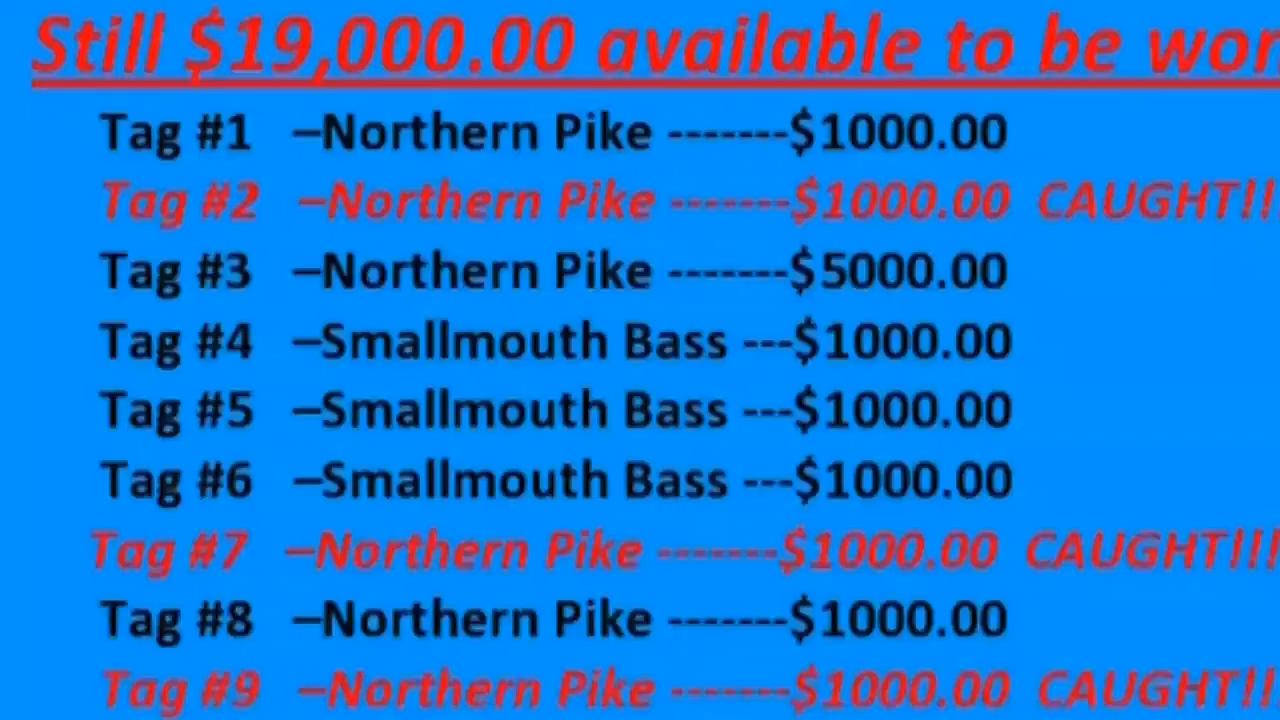 Still $19,000.00 available to be won
Tag #1 –Northern Pike -------$1000.00
Tag #2 –Northern Pike -------$1000.00 CAUGHT!!
Tag #3 –Northern Pike -------$5000.00
Tag #4 –Smallmouth Bass ---$1000.00
Tag #5 –Smallmouth Bass ---$1000.00
Tag #6 –Smallmouth Bass ---$1000.00
Tag #7 –Northern Pike -------$1000.00 CAUGHT!!!
Tag #8 –Northern Pike -------$1000.00
Tag #9 –Northern Pike -------$1000.00 CAUGHT!!